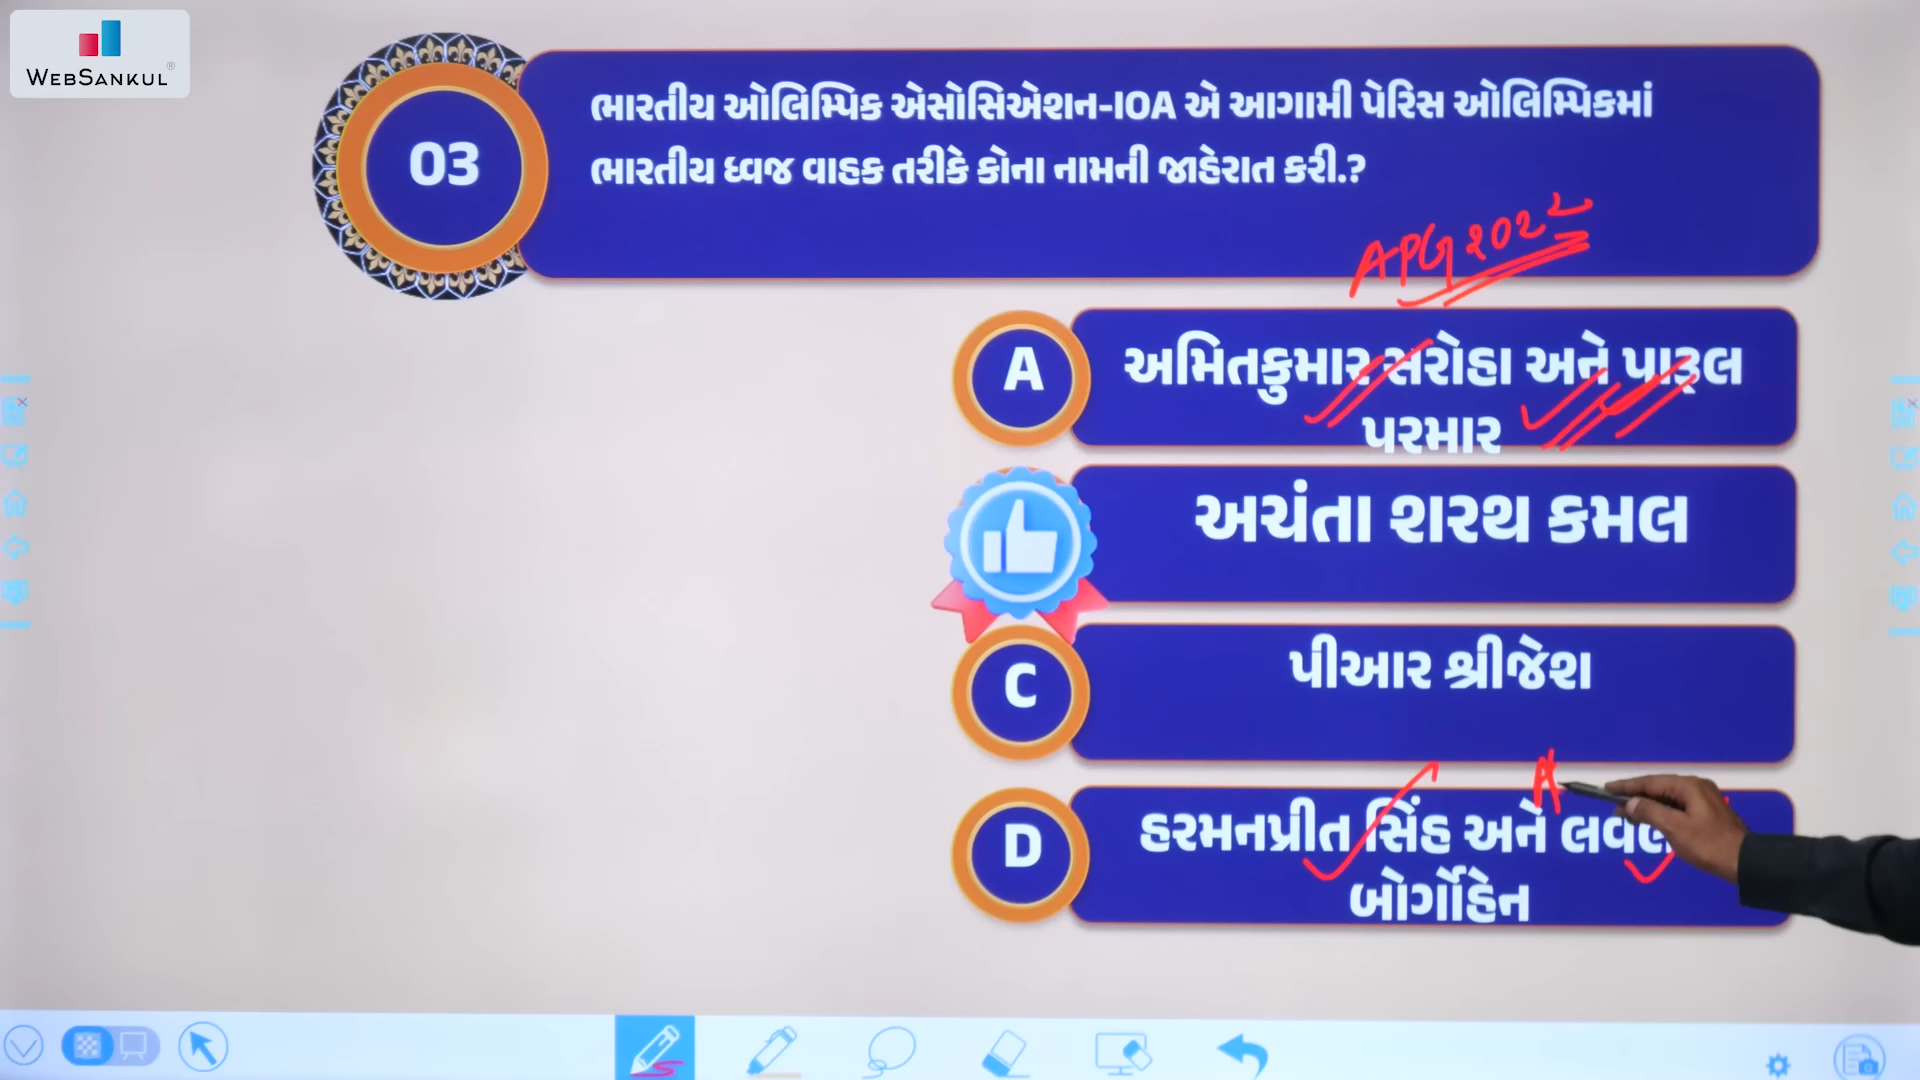 WEBSANKUL
03
ભારતીય ઓલિમ્પિક એસોસિએશન-IOA એ આગામી પેરિસ ઓલિમ્પિકમાં
ભારતીય ધ્વજ વાહક તરીકે કોના નામની જાહેરાત કરી.?
APG 2022
A
અમિતકુમાર સરોહા અને પારૂલ
પરમાર
અચંતા શરથ કમલ
C
પીઆર શ્રીજેશ
A
D
હરમનપ્રીત સિંહ અને
બોર્ગોહેન